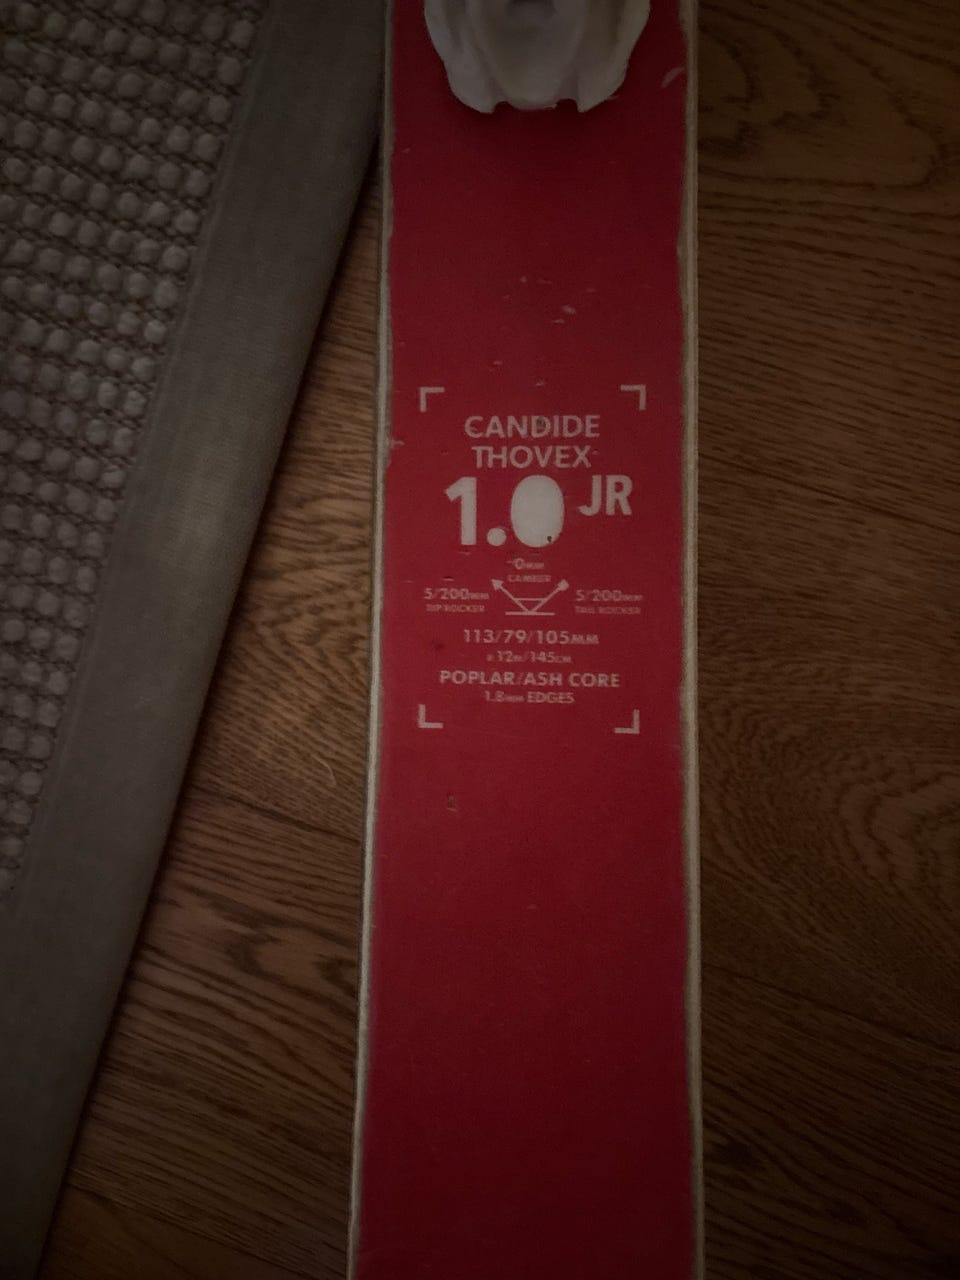 CANDIDE
THOVEX
1.0 JR
0mm
CAMBER
5/200mm 5/200mm
TIP ROCKER TAIL ROCKER
113/79/105MM
12m/145CM
POPLAR/ASH CORE
1.8mm EDGES